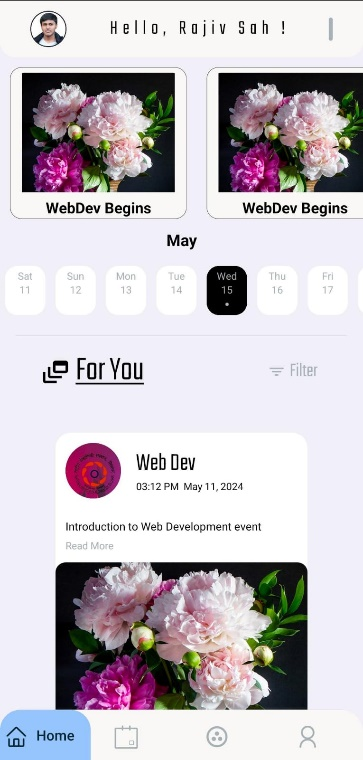 Hello, Rajiv Sah !
WebDev Begins WebDev Begins
May
Sat Sun Mon Tue Wed Thu Fri
11 12 13 14 15 16 17
For You Filter
Web Dev
03:12 PM May 11, 2024
Introduction to Web Development event
Read More
Home